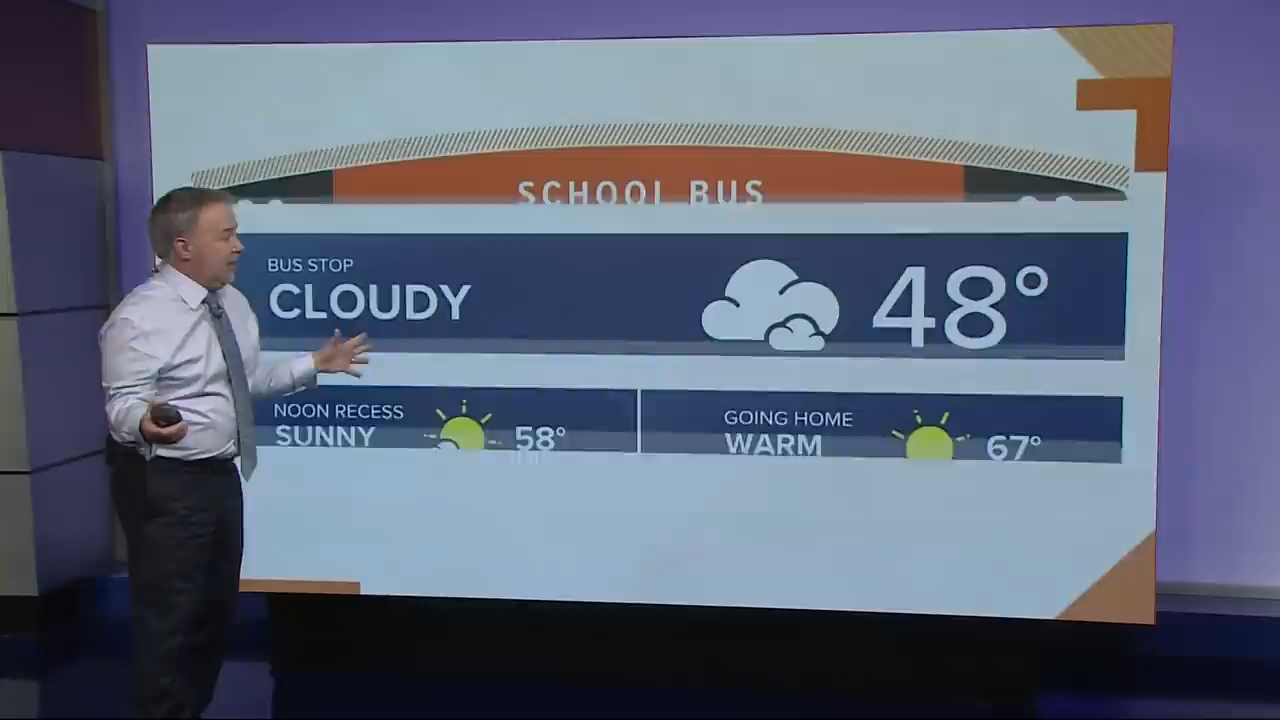 SCHOOL BUS
BUS STOP
CLOUDY
48°
NOON RECESS
SUNNY
58°
GOING HOME
WARM
67°